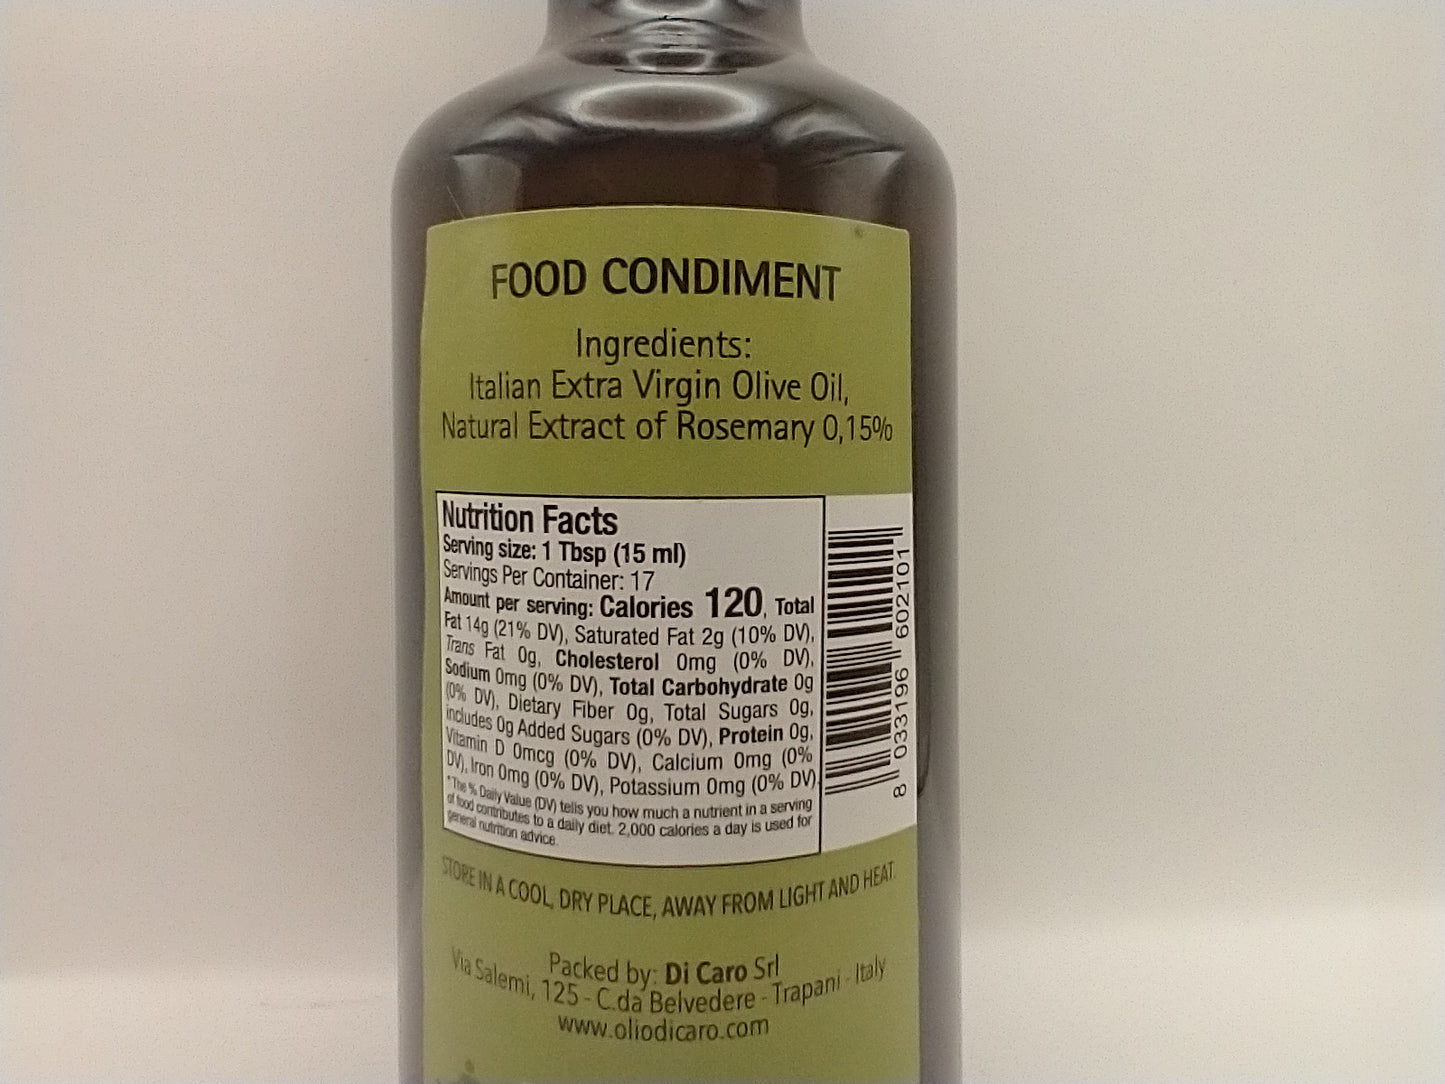 FOOD CONDIMENT
Ingredients:
Italian Extra Virgin Olive Oil,
Natural Extract of Rosemary 0,15%
Nutrition Facts
Serving size: 1 Tbsp (15 ml)
Servings Per Container: 17
Amount per serving: Calories 120, Total
Fat 14g (21% DV), Saturated Fat 2g (10% DV),
Trans Fat 0g, Cholesterol 0mg (0% DV),
Sodium 0mg (0% DV), Total Carbohydrate 0g
(0% DV), Dietary Fiber 0g, Total Sugars 0g,
includes 0g Added Sugars (0% DV), Protein 0g,
Vitamin D 0mcg (0% DV), Calcium 0mg (0%
DV), Iron 0mg (0% DV), Potassium 0mg (0% DV)
*The % Daily Value (DV) tells you how much a nutrient in a serving
of food contributes to a daily diet. 2,000 calories a day is used for
general nutrition advice.
8 033196 602101
STORE IN A COOL, DRY PLACE, AWAY FROM LIGHT AND HEAT.
Packed by: Di Caro Srl
Via Salemi, 125 - C.da Belvedere - Trapani - Italy
www.oliodicaro.com